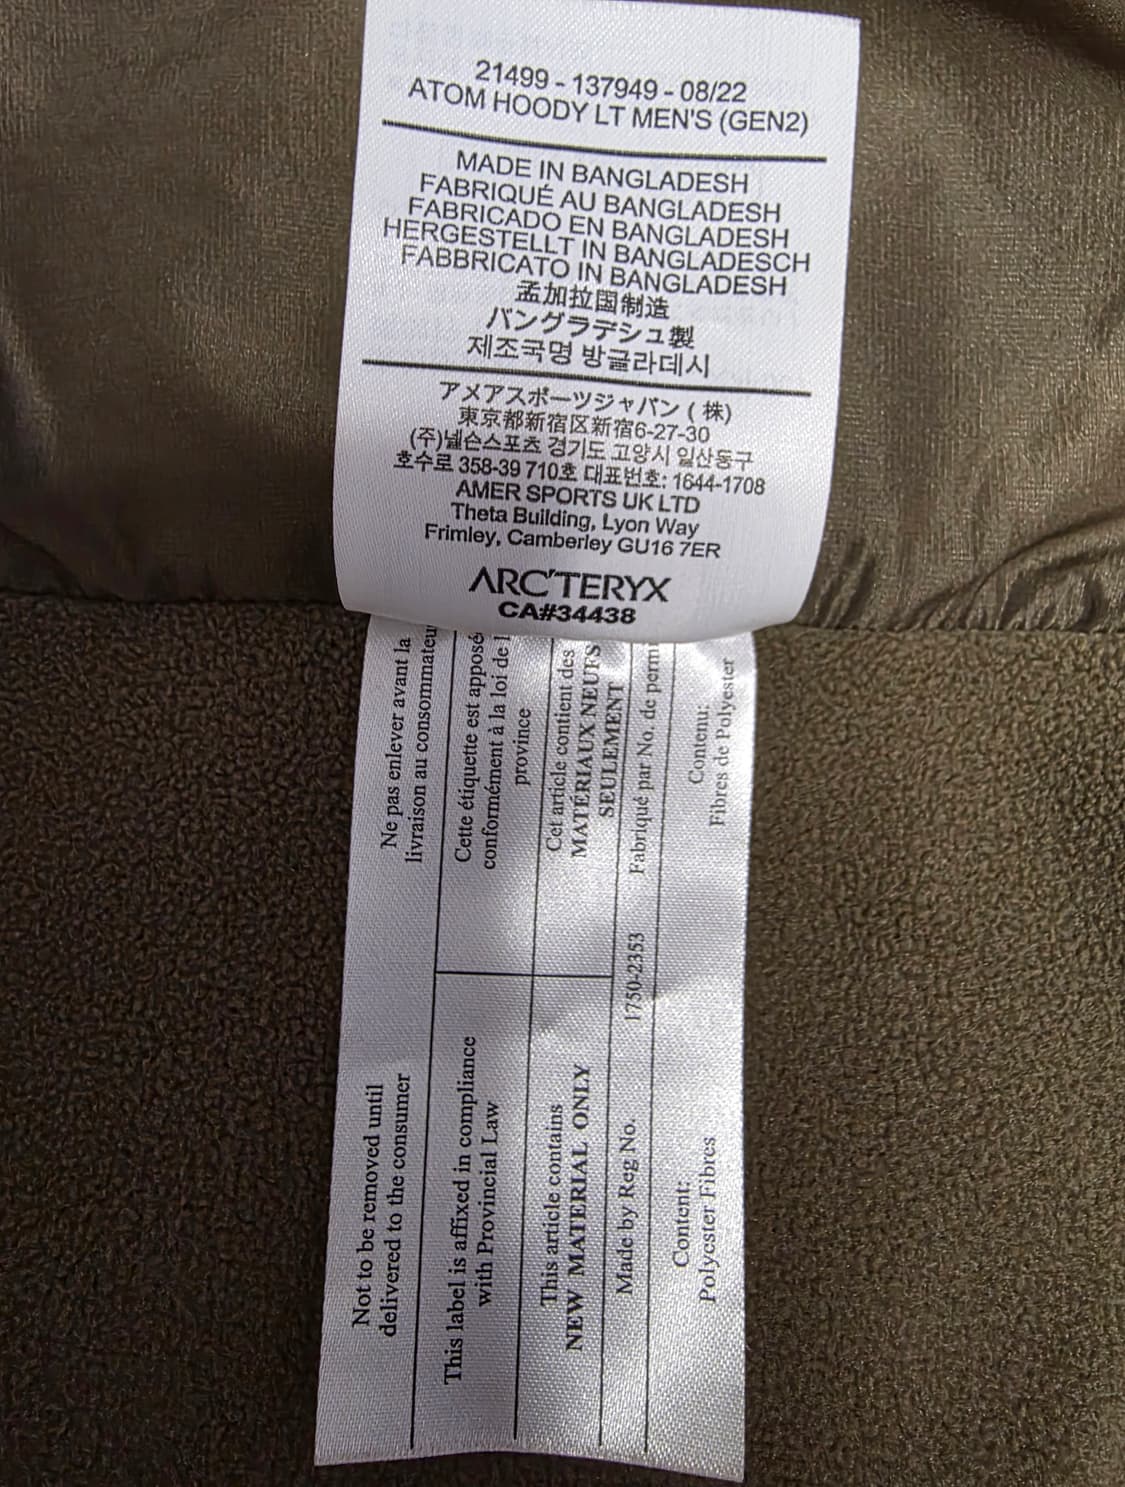 21499 - 137949 - 08/22
ATOM HOODY LT MEN'S (GEN2)
MADE IN BANGLADESH
FABRIQUÉ AU BANGLADESH
FABRICADO EN BANGLADESH
HERGESTELLT IN BANGLADESCH
FABBRICATO IN BANGLADESH
孟加拉国制造
バングラデシュ製
제조국명 방글라데시
アメアスポーツジャパン ( 株)
東京都新宿区新宿6-27-30
(주)넬슨스포츠 경기도 고양시 일산동구
호수로 358-39 710호 대표번호: 1644-1708
AMER SPORTS UK LTD
Theta Building, Lyon Way
Frimley, Camberley GU16 7ER
ARC'TERYX
CA#34438
Ne pas enlever avant la
livraison au consommateur
Cette étiquette est apposé
conformément à la loi de l
province
Cet article contient des
MATÉRIAUX NEUFS
SEULEMENT
Fabriqué par No. de permi
Contenu:
Fibres de Polyester
1750-2353
Not to be removed until
delivered to the consumer
This label is affixed in compliance
with Provincial Law
This article contains
NEW MATERIAL ONLY
Made by Reg No.
Content:
Polyester Fibres